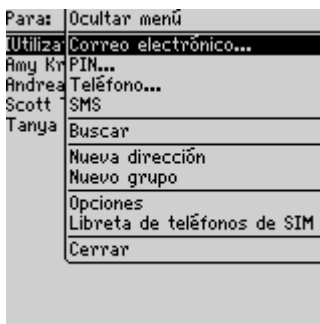 Para: Ocultar menú
(Utiliza Correo electrónico...
Amy Kr PIN...
Andrea Teléfono...
Scott SMS
Tanya Buscar
Nueva dirección
Nuevo grupo
Opciones
Libreta de teléfonos de SIM
Cerrar